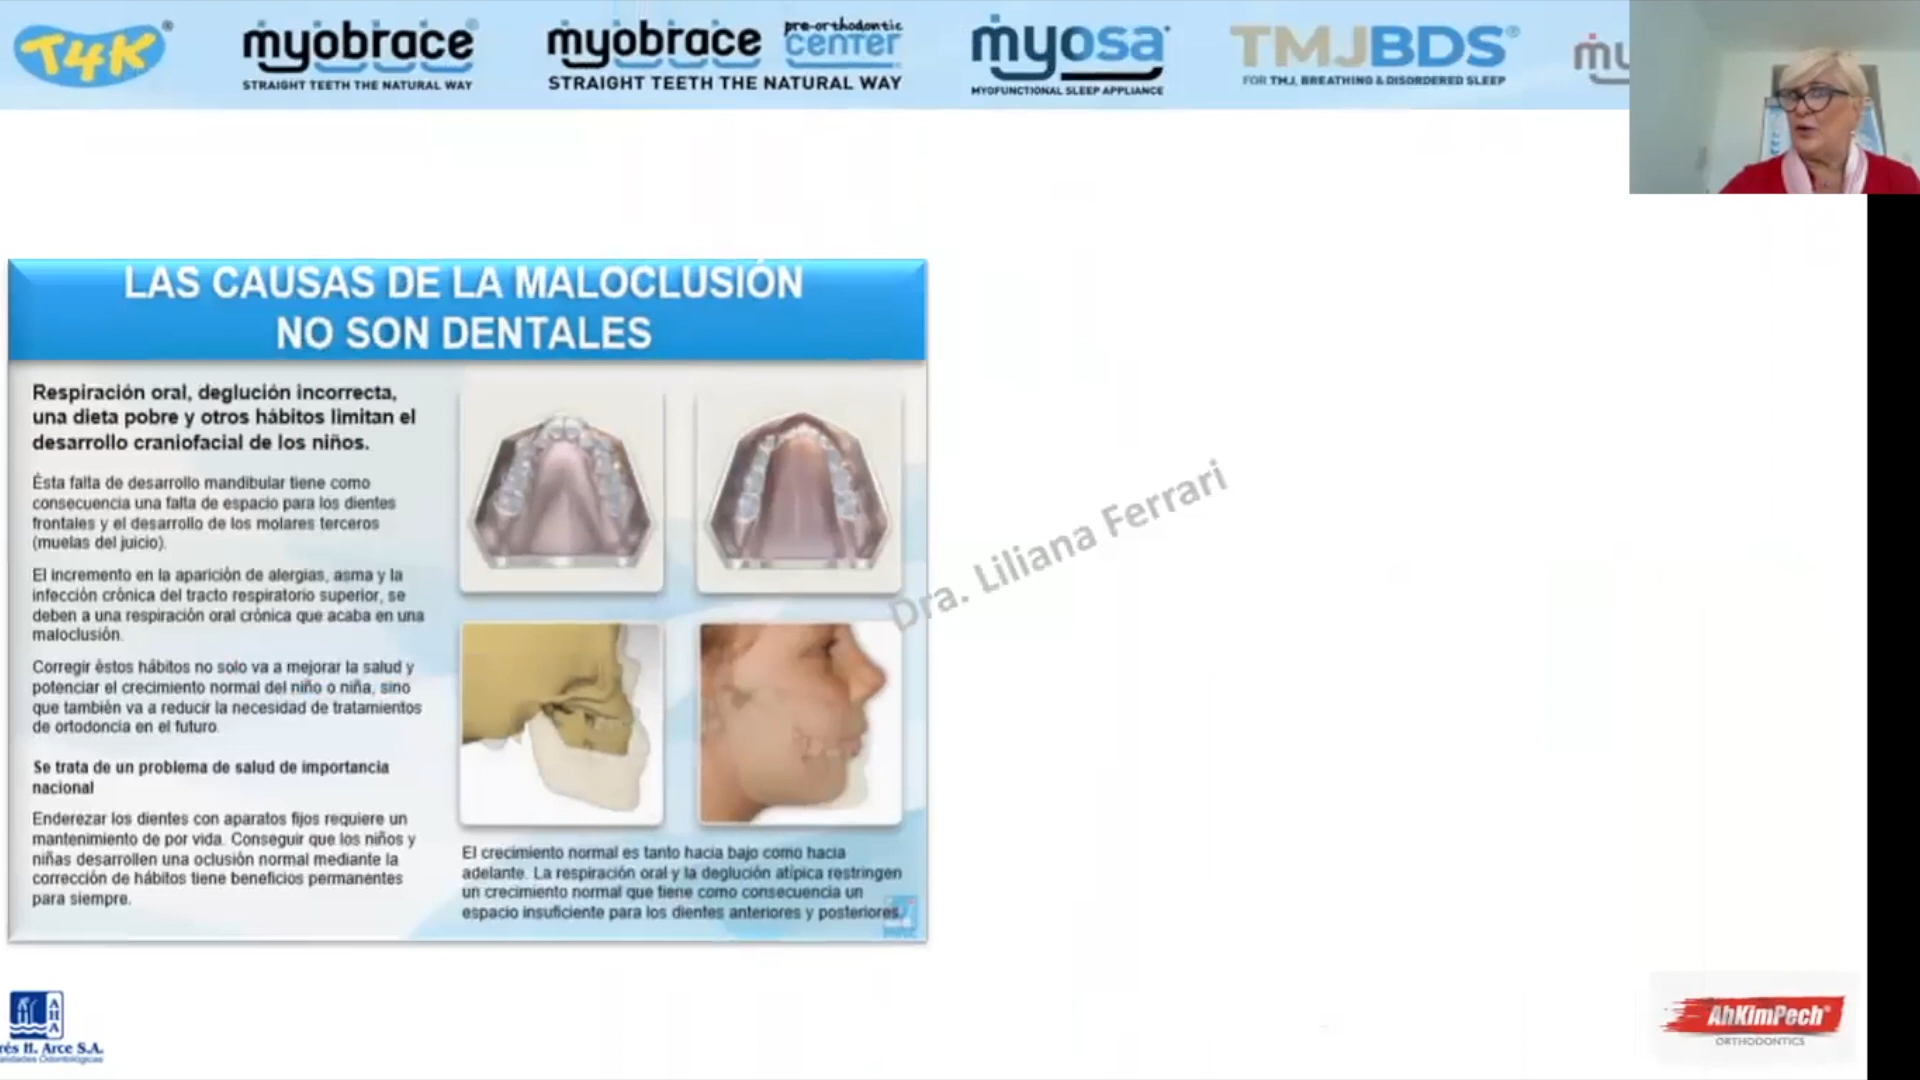 T4K®
myobrace®
STRAIGHT TEETH THE NATURAL WAY
myobrace pre-orthodontic center
STRAIGHT TEETH THE NATURAL WAY
myosa®
MYOFUNCTIONAL SLEEP APPLIANCE
TMJBDS®
FOR TMJ, BREATHING & DISORDERED SLEEP
LAS CAUSAS DE LA MALOCLUSIÓN
NO SON DENTALES
Respiración oral, deglución incorrecta,
una dieta pobre y otros hábitos limitan el
desarrollo craniofacial de los niños.
Ésta falta de desarrollo mandibular tiene como
consecuencia una falta de espacio para los dientes
frontales y el desarrollo de los molares terceros
(muelas del juicio).
El incremento en la aparición de alergias, asma y la
infección crónica del tracto respiratorio superior, se
deben a una respiración oral crónica que acaba en una
maloclusión.
Corregir éstos hábitos no solo va a mejorar la salud y
potenciar el crecimiento normal del niño o niña, sino
que también va a reducir la necesidad de tratamientos
de ortodoncia en el futuro.
Se trata de un problema de salud de importancia
nacional
Enderezar los dientes con aparatos fijos requiere un
mantenimiento de por vida. Conseguir que los niños y
niñas desarrollen una oclusión normal mediante la
corrección de hábitos tiene beneficios permanentes
para siempre.
El crecimiento normal es tanto hacia bajo como hacia
adelante. La respiración oral y la deglución atípica restringen
un crecimiento normal que tiene como consecuencia un
espacio insuficiente para los dientes anteriores y posteriores.
Dra. Liliana Ferrari
AHA
rés H. Arce S.A.
AhKimPech®
ORTHODONTICS